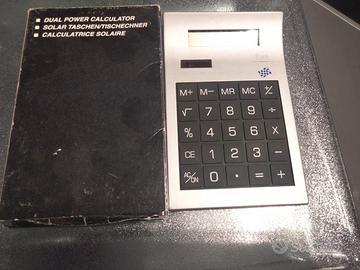 DUAL POWER CALCULATOR
SOLAR TASCHEN/TISCHECHNER
CALCULATRICE SOLAIRE
M+ M- MR MC
√ 7 8 9 ÷
% 4 5 6 X
CE 1 2 3 -
AC/ON 0 . = +